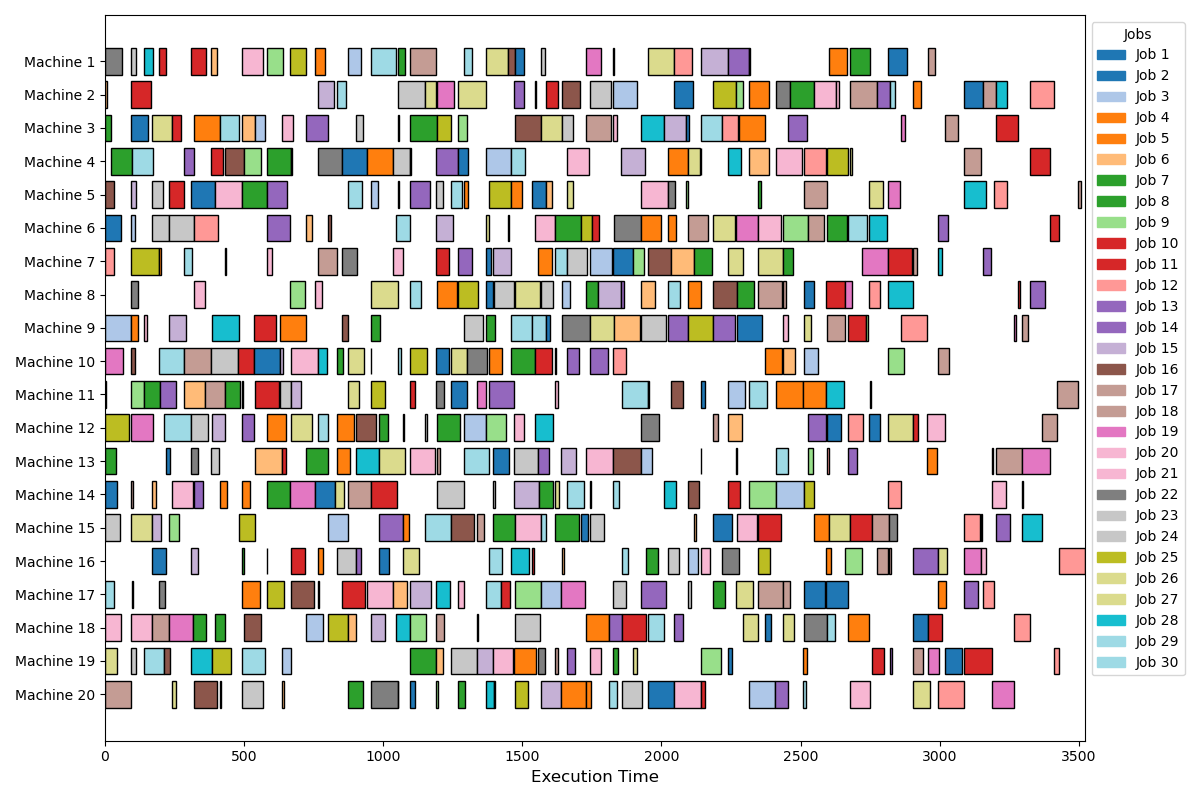 Machine 1
Machine 2
Machine 3
Machine 4
Machine 5
Machine 6
Machine 7
Machine 8
Machine 9
Machine 10
Machine 11
Machine 12
Machine 13
Machine 14
Machine 15
Machine 16
Machine 17
Machine 18
Machine 19
Machine 20
0 500 1000 1500 2000 2500 3000 3500
Execution Time
Jobs
Job 1
Job 2
Job 3
Job 4
Job 5
Job 6
Job 7
Job 8
Job 9
Job 10
Job 11
Job 12
Job 13
Job 14
Job 15
Job 16
Job 17
Job 18
Job 19
Job 20
Job 21
Job 22
Job 23
Job 24
Job 25
Job 26
Job 27
Job 28
Job 29
Job 30